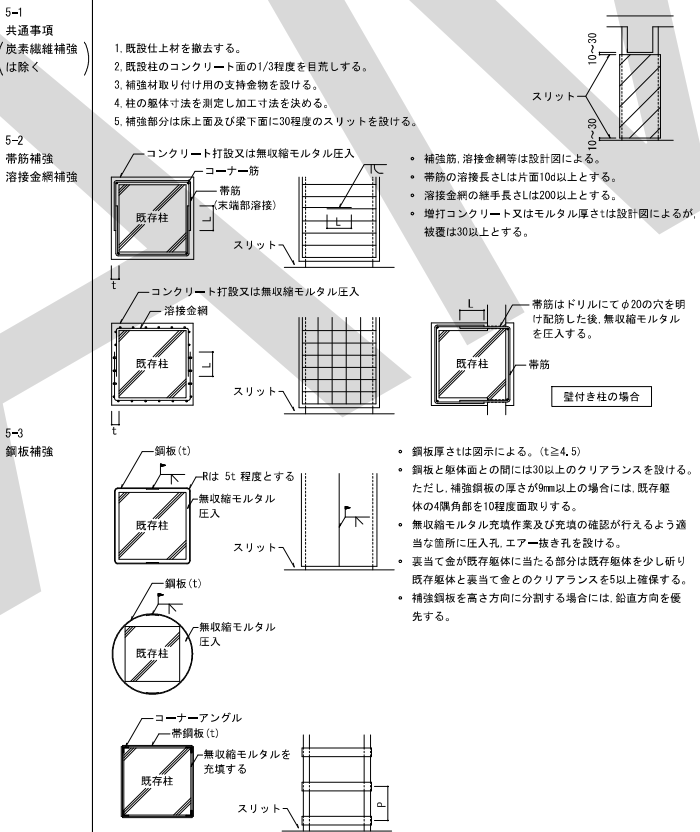 5-1
共通事項
(炭素繊維補強
は除く)
1.既設仕上材を撤去する。
2.既設柱のコンクリート面の1/3程度を目荒しする。
3.補強材取り付け用の支持金物を設ける。
4.柱の躯体寸法を測定し加工寸法を決める。
5.補強部分は床上面及び梁下面に30程度のスリットを設ける。
10～30
スリット
10～30
5-2
帯筋補強
溶接金網補強
コンクリート打設又は無収縮モルタル圧入
コーナー筋
帯筋
(末端部溶接)
既存柱
L
t
L
スリット
• 補強筋,溶接金網等は設計図による。
• 帯筋の溶接長さLは片面10d以上とする。
• 溶接金網の継手長さLは200以上とする。
• 増打コンクリート又はモルタル厚さtは設計図によるが,
被覆は30以上とする。
コンクリート打設又は無収縮モルタル圧入
溶接金網
既存柱
L
t
スリット
L
既存柱
帯筋はドリルにてφ20の穴を明
け配筋した後,無収縮モルタル
を圧入する。
帯筋
壁付き柱の場合
5-3
鋼板補強
鋼板(t)
Rは 5t 程度とする
無収縮モルタル
圧入
既存柱
スリット
• 鋼板厚さtは図示による。(t≧4.5)
• 鋼板と躯体面との間には30以上のクリアランスを設ける。
ただし,補強鋼板の厚さが9mm以上の場合には,既存躯
体の4隅角部を10程度面取りする。
• 無収縮モルタル充填作業及び充填の確認が行えるよう適
当な箇所に圧入孔,エアー抜き孔を設ける。
• 裏当て金が既存躯体に当たる部分は既存躯体を少し斫り
既存躯体と裏当て金とのクリアランスを5以上確保する。
• 補強鋼板を高さ方向に分割する場合には,鉛直方向を優
先する。
鋼板(t)
無収縮モルタル
圧入
既存柱
コーナーアングル
帯鋼板(t)
無収縮モルタルを
充填する
既存柱
スリット
P